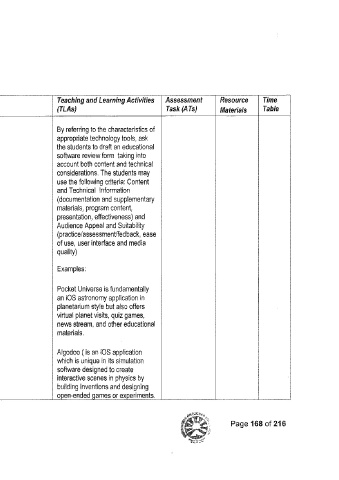 Teaching and Learning Activities
(TLAs)
Assessment
Task (ATs)
Resource
Materials
Time
Table
By referring to the characteristics of
appropriate technology tools, ask
the students to draft an educational
software review form taking into
account both content and technical
considerations. The students may
use the following criteria: Content
and Technical Information
(documentation and supplementary
materials, program content,
presentation, effectiveness) and
Audience Appeal and Suitability
(practice/assessment/fedback, ease
of use, user interface and media
quality)
Examples:
Pocket Universe is fundamentally
an iOS astronomy application in
planetarium style but also offers
virtual planet visits, quiz games,
news stream, and other educational
materials.
Algodoo ( is an iOS application
which is unique in its simulation
software designed to create
interactive scenes in physics by
building inventions and designing
open-ended games or experiments.
Page 168 of 216